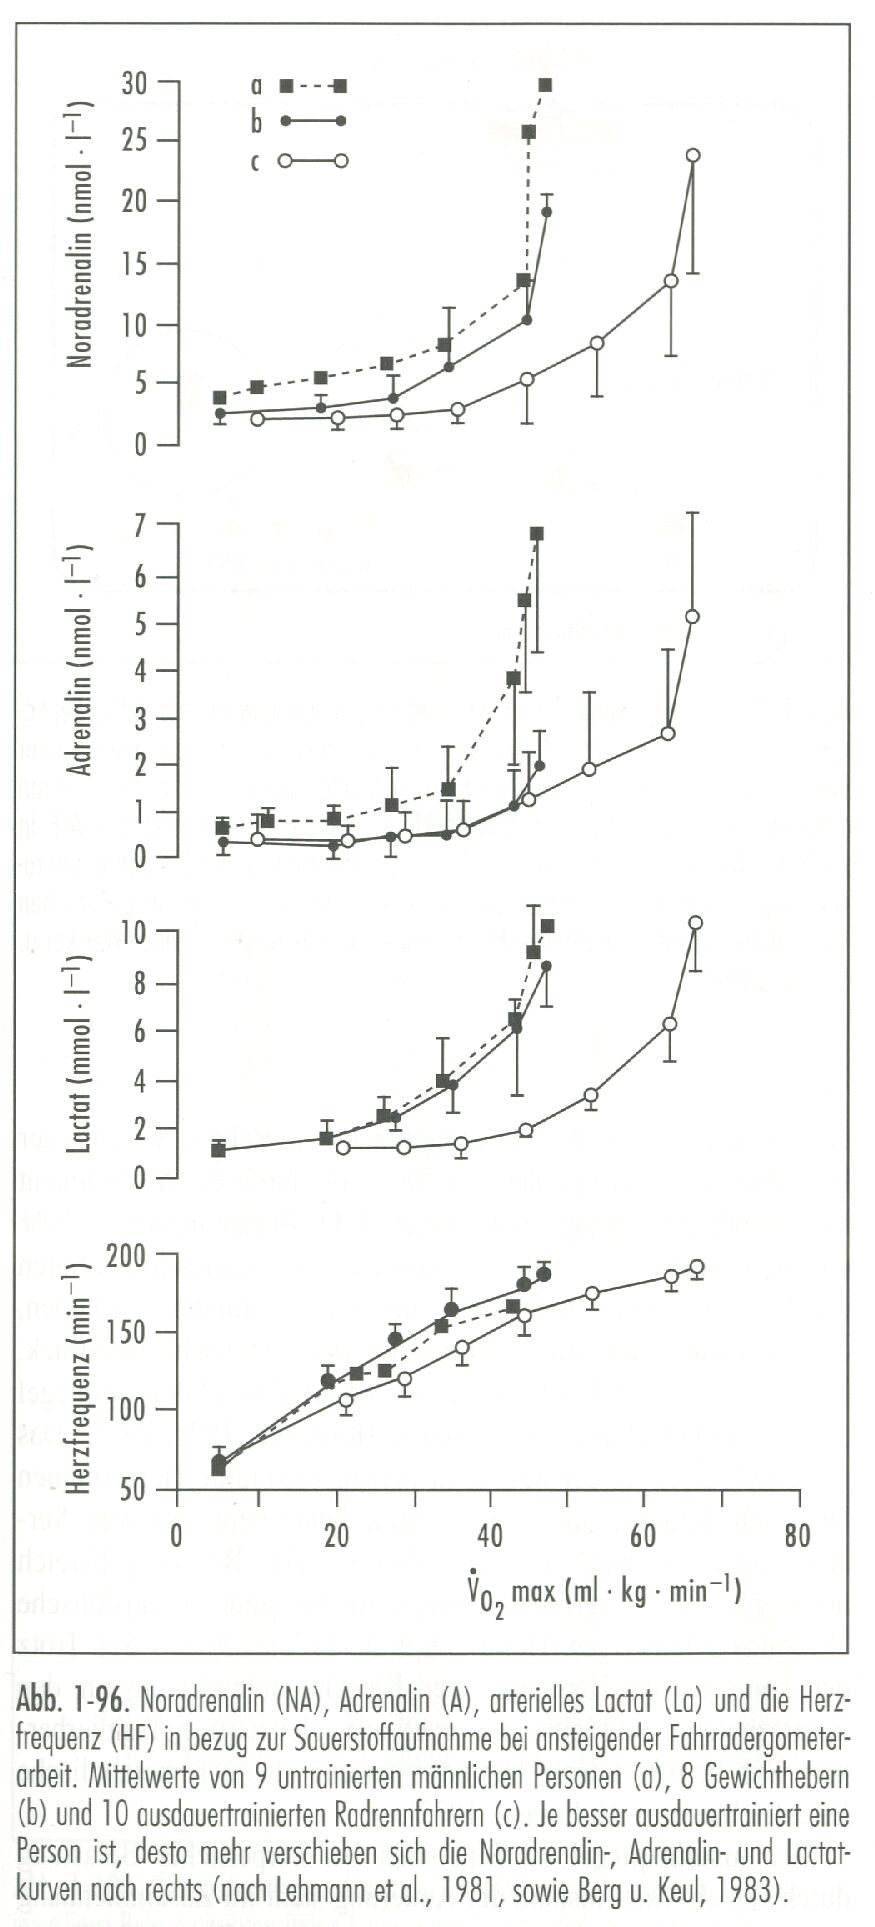 a
b
c
30
25
20
15
10
5
0
Noradrenalin (nmol · l⁻¹)
7
6
5
4
3
2
1
0
Adrenalin (nmol · l⁻¹)
10
8
6
4
2
0
Lactat (mmol · l⁻¹)
200
150
100
50
Herzfrequenz (min⁻¹)
0 20 40 60 80
V̇O₂ max (ml · kg · min⁻¹)
Abb. 1-96. Noradrenalin (NA), Adrenalin (A), arterielles Lactat (La) und die Herz-
frequenz (HF) in bezug zur Sauerstoffaufnahme bei ansteigender Fahrradergometer-
arbeit. Mittelwerte von 9 untrainierten männlichen Personen (a), 8 Gewichthebern
(b) und 10 ausdauertrainierten Radrennfahrern (c). Je besser ausdauertrainiert eine
Person ist, desto mehr verschieben sich die Noradrenalin-, Adrenalin- und Lactat-
kurven nach rechts (nach Lehmann et al., 1981, sowie Berg u. Keul, 1983).